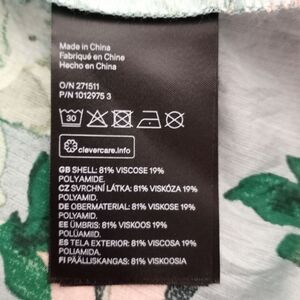 Made in China
Fabriqué en Chine
Hecho en China
O/N 271511
P/N 1012975 3
30
clevercare.info
GB SHELL: 81% VISCOSE 19%
POLYAMIDE.
CZ SVRCHNÍ LÁTKA: 81% VISKÓZA 19%
POLYAMID.
DE OBERMATERIAL: 81% VISKOSE 19%
POLYAMID.
EE ÜMBRIS: 81% VISKOOS 19%
POLÜAMIID.
ES TELA EXTERIOR: 81% VISCOSA 19%
POLIAMIDA.
FI PÄÄLLISKANGAS: 81% VISKOOSIA